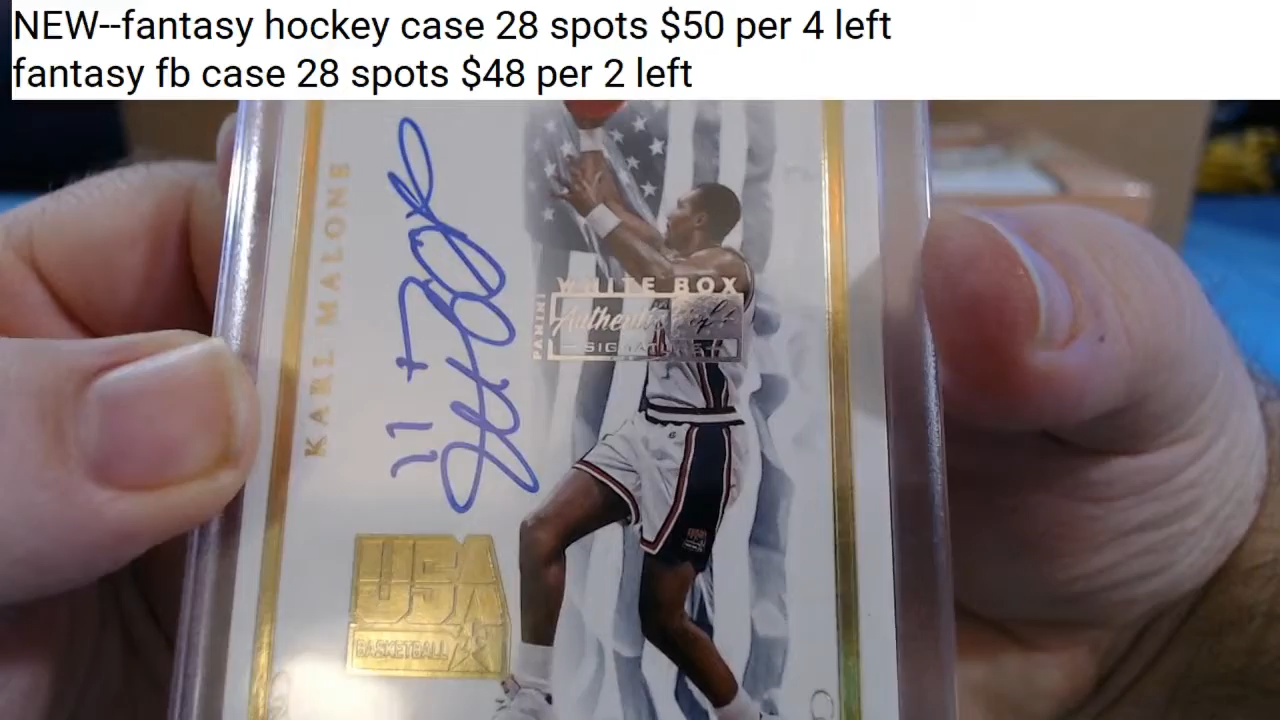 NEW--fantasy hockey case 28 spots $50 per 4 left
fantasy fb case 28 spots $48 per 2 left
KARL MALONE
WHITE BOX
PANINI
Authentic
USA
BASKETBALL